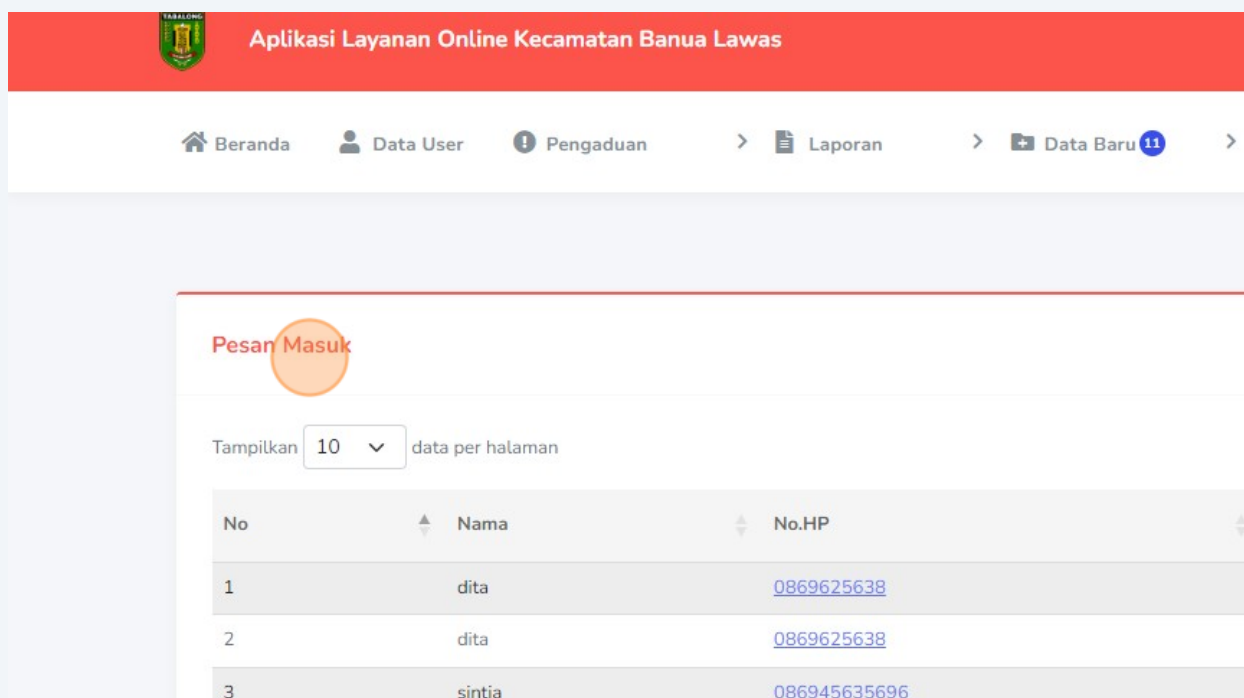 TABALONG
Aplikasi Layanan Online Kecamatan Banua Lawas
Beranda Data User Pengaduan > Laporan > Data Baru 11 >
Pesan Masuk
Tampilkan 10 data per halaman
No Nama No.HP
1 dita 0869625638
2 dita 0869625638
3 sintia 086945635696